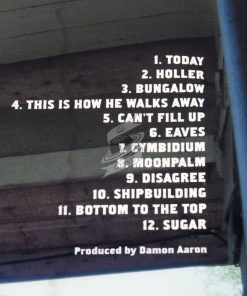 1. TODAY
2. HOLLER
3. BUNGALOW
4. THIS IS HOW HE WALKS AWAY
5. CAN'T FILL UP
6. EAVES
7. CYMBIDIUM
8. MOONPALM
9. DISAGREE
10. SHIPBUILDING
11. BOTTOM TO THE TOP
12. SUGAR
Produced by Damon Aaron